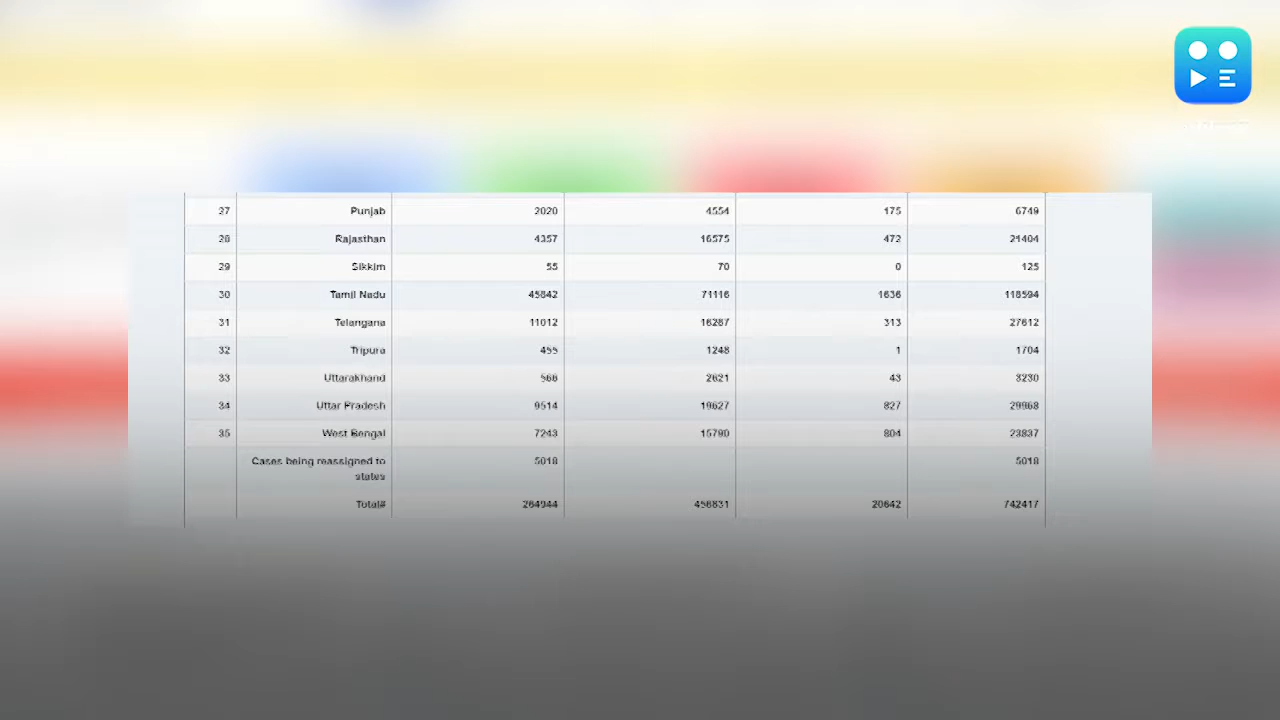 27 Punjab 2020 4554 175 6749
28 Rajasthan 4357 16575 472 21404
29 Sikkim 55 70 0 125
30 Tamil Nadu 45842 71116 1636 118594
31 Telangana 11012 16287 313 27612
32 Tripura 455 1248 1 1704
33 Uttarakhand 566 2621 43 3230
34 Uttar Pradesh 9514 19627 827 29968
35 West Bengal 7243 15790 804 23837
Cases being reassigned to 5018 5018
states
Total# 264944 456831 20642 742417